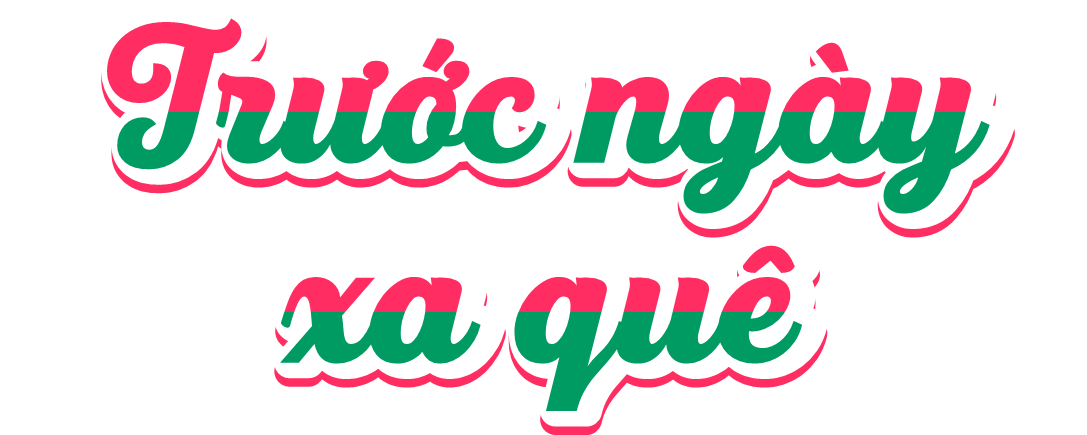 Trước ngày
xa quê